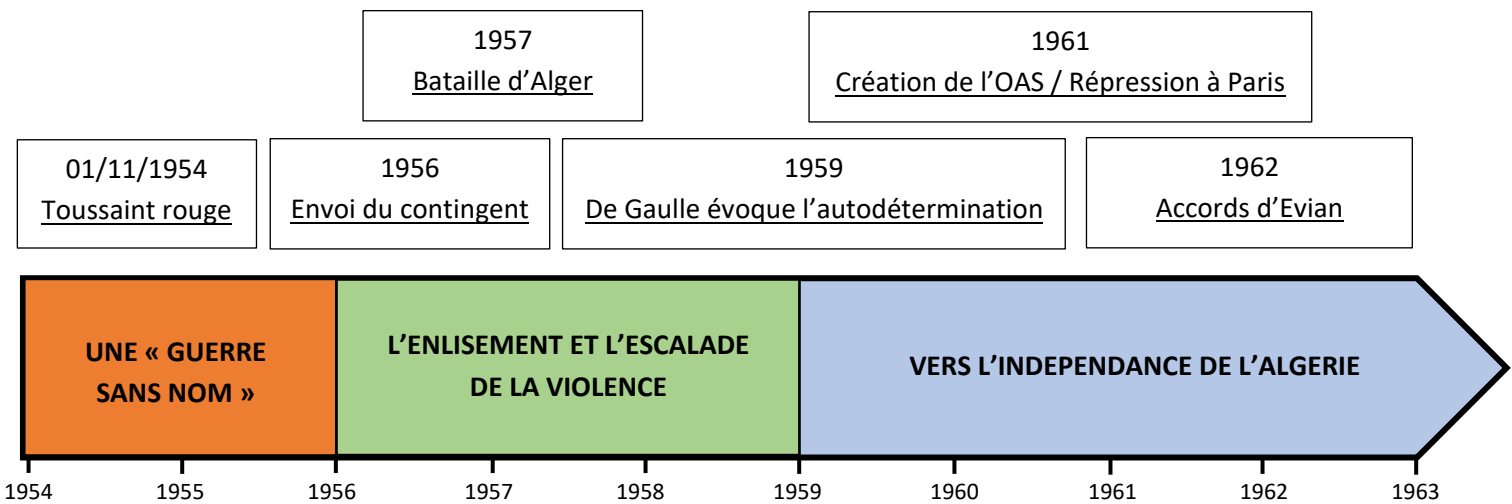 1957
Bataille d’Alger
1961
Création de l’OAS / Répression à Paris
01/11/1954
Toussaint rouge
1956
Envoi du contingent
1959
De Gaulle évoque l’autodétermination
1962
Accords d’Evian
UNE « GUERRE
SANS NOM »
L’ENLISEMENT ET L’ESCALADE
DE LA VIOLENCE
VERS L’INDEPENDANCE DE L’ALGERIE
1954
1955
1956
1957
1958
1959
1960
1961
1962
1963